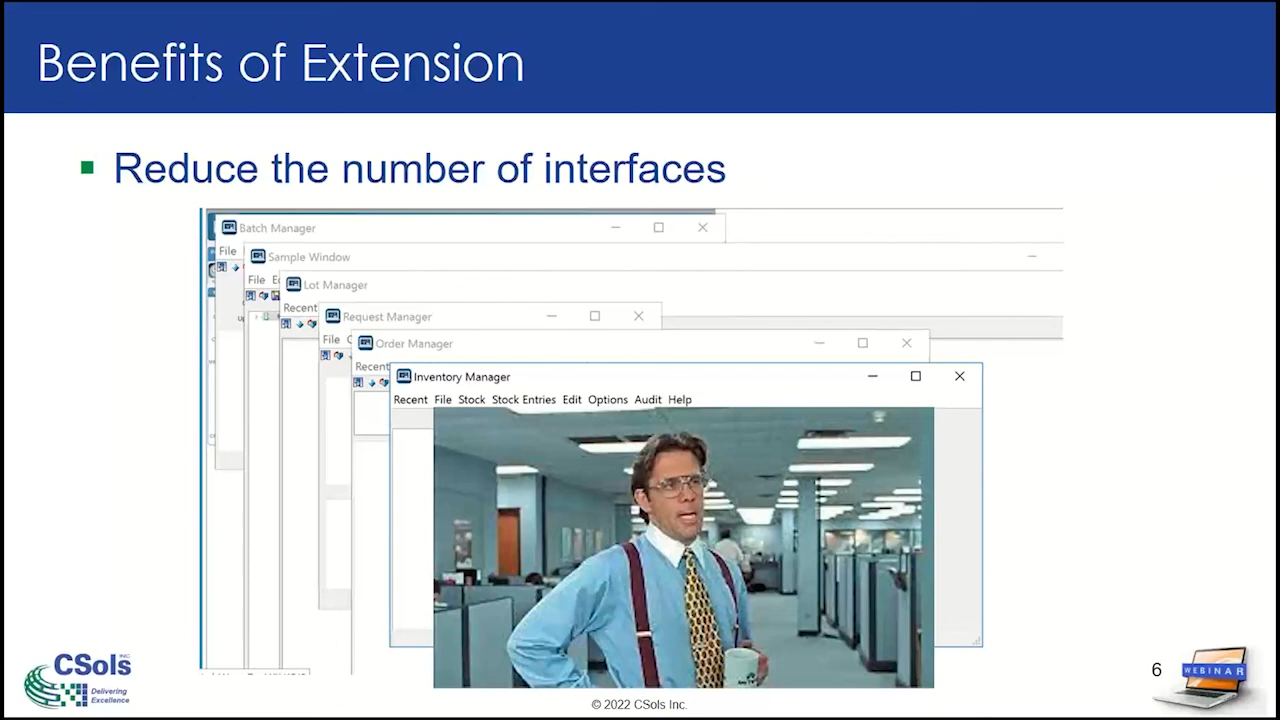 Benefits of Extension
Reduce the number of interfaces
Batch Manager
File
Sample Window
File
Lot Manager
Recent
Request Manager
File
Order Manager
Recent
Inventory Manager
Recent File Stock Stock Entries Edit Options Audit Help
CSols INC
Delivering
Excellence
© 2022 CSols Inc.
6
WEBINAR